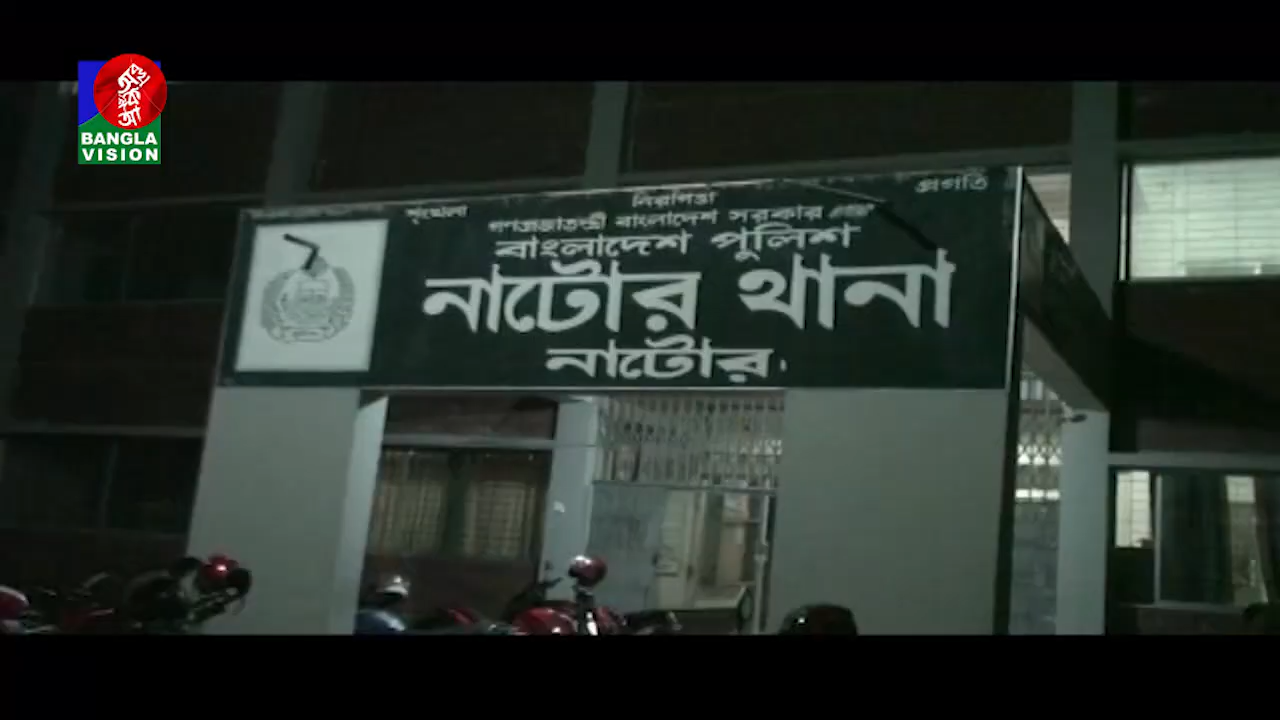 BANGLA
VISION
শৃংখলা নিরাপত্তা প্রগতি
গণপ্রজাতন্ত্রী বাংলাদেশ সরকার
বাংলাদেশ পুলিশ
নাটোর থানা
নাটোর।